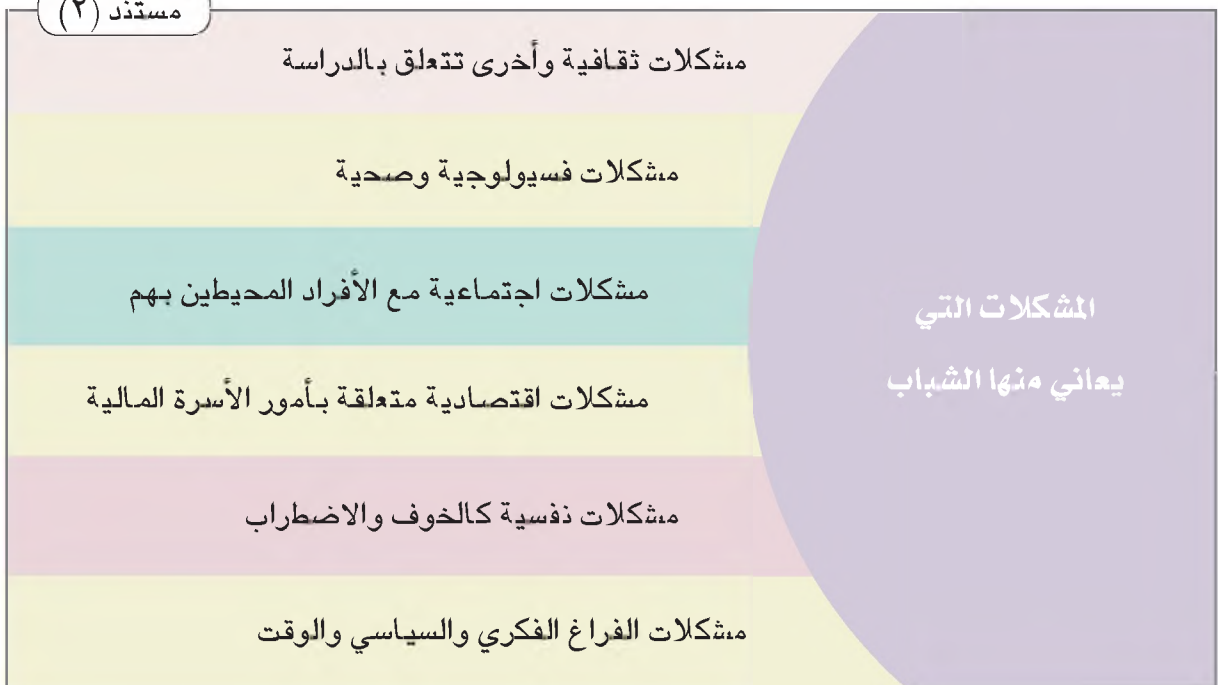 مستند (٢)
المشكلات التي
يعاني منها الشباب
مشكلات ثقافية وأخرى تتعلق بالدراسة
مشكلات فسيولوجية وصحية
مشكلات اجتماعية مع الأفراد المحيطين بهم
مشكلات اقتصادية متعلقة بأمور الأسرة المالية
مشكلات نفسية كالخوف والاضطراب
مشكلات الفراغ الفكري والسياسي والوقت